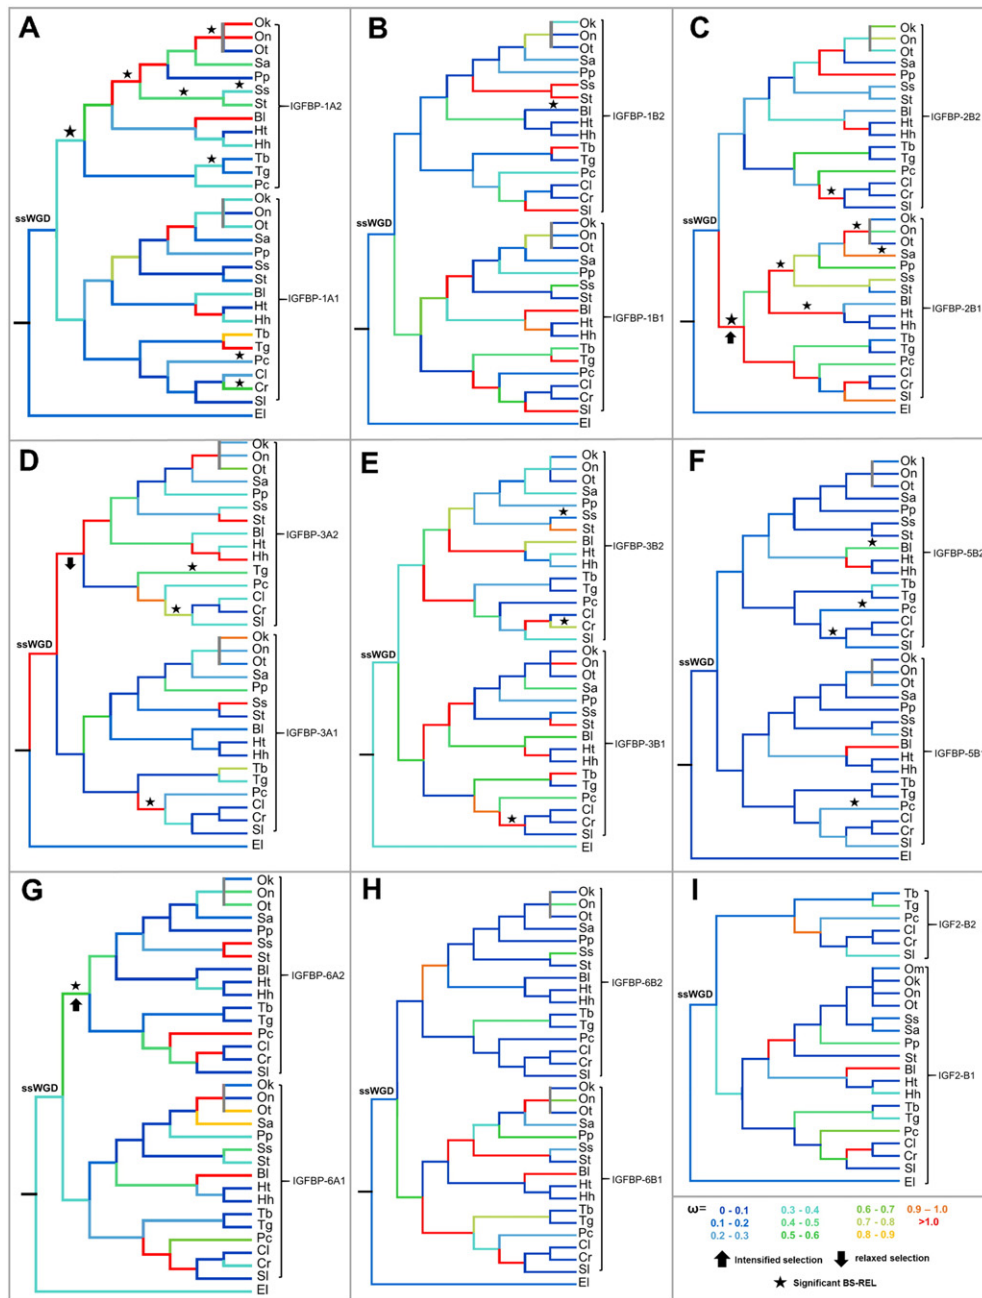 A
Ok
On
Ot
Sa
Pp
Ss
St
Bl
Ht
Hh
Tb
Tg
Pc
IGFBP-1A2
ssWGD
Ok
On
Ot
Sa
Pp
Ss
St
Bl
Ht
Hh
Tb
Tg
Pc
Cl
Cr
Sl
IGFBP-1A1
El
B
Ok
On
Ot
Sa
Pp
Ss
St
Bl
Ht
Hh
Tb
Tg
Pc
Cl
Cr
Sl
IGFBP-1B2
ssWGD
Ok
On
Ot
Sa
Pp
Ss
St
Bl
Ht
Hh
Tb
Tg
Pc
Cl
Cr
Sl
IGFBP-1B1
El
C
Ok
On
Ot
Sa
Pp
Ss
St
Bl
Ht
Hh
Tb
Tg
Pc
Cl
Cr
Sl
IGFBP-2B2
ssWGD
Ok
On
Ot
Sa
Pp
Ss
St
Bl
Ht
Hh
Tb
Tg
Pc
Cl
Cr
Sl
IGFBP-2B1
El
D
Ok
On
Ot
Sa
Pp
Ss
St
Bl
Ht
Hh
Tg
Pc
Cl
Cr
Sl
IGFBP-3A2
ssWGD
Ok
On
Ot
Sa
Pp
Ss
St
Bl
Ht
Hh
Tb
Tg
Pc
Cl
Cr
Sl
IGFBP-3A1
El
E
Ok
On
Ot
Sa
Pp
Ss
St
Bl
Ht
Hh
Tb
Tg
Pc
Cl
Cr
Sl
IGFBP-3B2
ssWGD
Ok
On
Ot
Sa
Pp
Ss
St
Bl
Ht
Hh
Tb
Tg
Pc
Cl
Cr
Sl
IGFBP-3B1
El
F
Ok
On
Ot
Sa
Pp
Ss
St
Bl
Ht
Hh
Tb
Tg
Pc
Cl
Cr
Sl
IGFBP-5B2
ssWGD
Ok
On
Ot
Sa
Pp
Ss
St
Bl
Ht
Hh
Tb
Tg
Pc
Cl
Cr
Sl
IGFBP-5B1
El
G
Ok
On
Ot
Sa
Pp
Ss
St
Bl
Ht
Hh
Tb
Tg
Pc
Cl
Cr
Sl
IGFBP-6A2
ssWGD
Ok
On
Ot
Sa
Pp
Ss
St
Bl
Ht
Hh
Tb
Tg
Pc
Cl
Cr
Sl
IGFBP-6A1
El
H
Ok
On
Ot
Sa
Pp
Ss
St
Bl
Ht
Hh
Tb
Tg
Pc
Cl
Cr
Sl
IGFBP-6B2
ssWGD
Ok
On
Ot
Sa
Pp
Ss
St
Bl
Ht
Hh
Tb
Tg
Pc
Cl
Cr
Sl
IGFBP-6B1
El
I
Tb
Tg
Pc
Cl
Cr
Sl
IGF2-B2
ssWGD
Om
Ok
On
Ot
Ss
Sa
Pp
St
Bl
Ht
Hh
Tb
Tg
Pc
Cl
Cr
Sl
IGF2-B1
El
ω= 0 - 0.1 0.3 - 0.4 0.6 - 0.7 0.9 – 1.0
0.1 - 0.2 0.4 - 0.5 0.7 - 0.8 >1.0
0.2 - 0.3 0.5 - 0.6 0.8 - 0.9
Intensified selection relaxed selection
Significant BS-REL